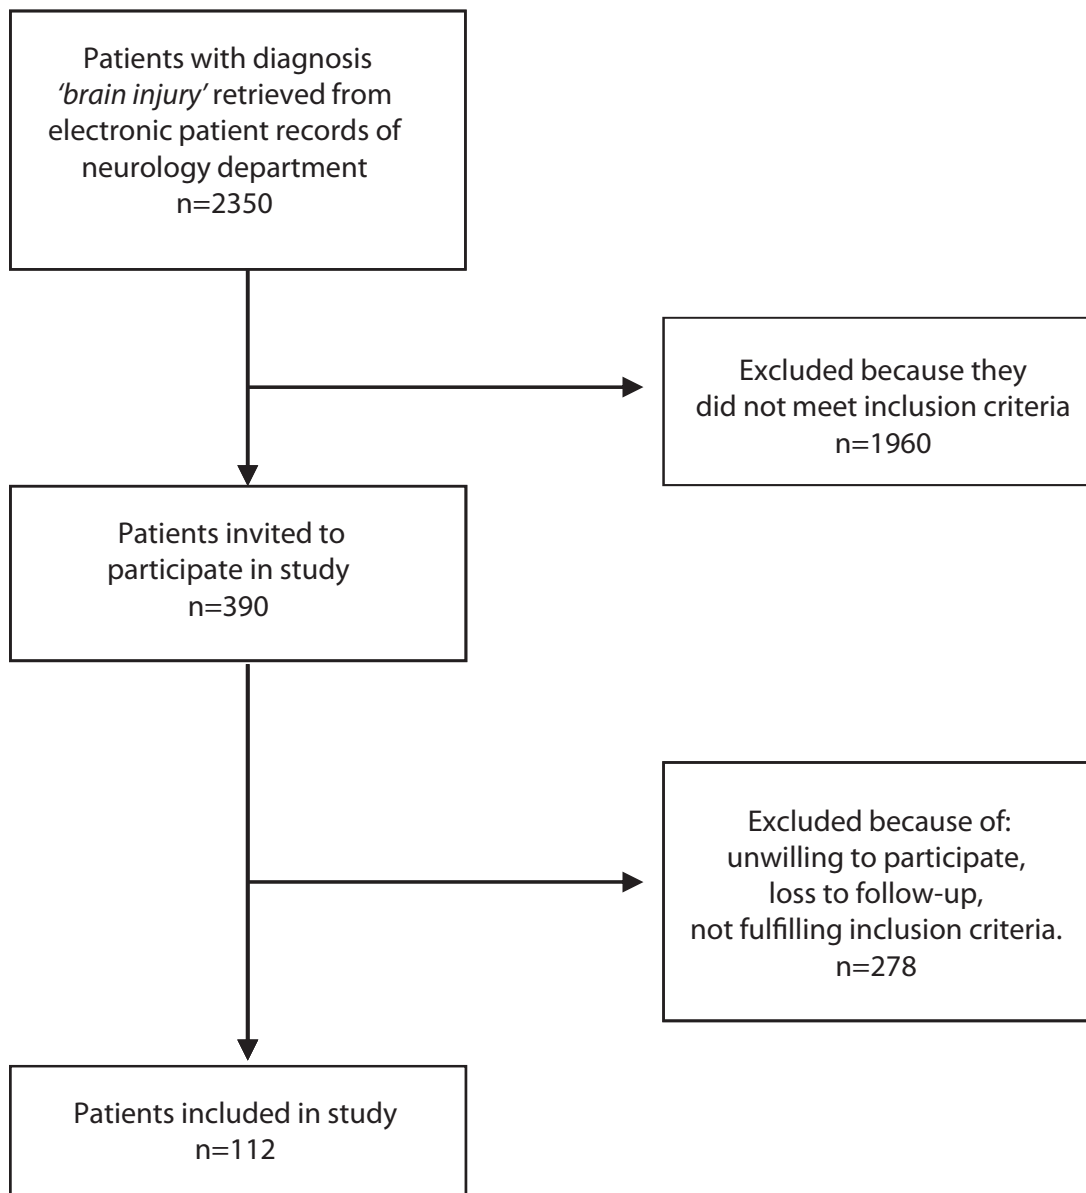 Patients with diagnosis
‘brain injury’ retrieved from
electronic patient records of
neurology department
n=2350
Excluded because they
did not meet inclusion criteria
n=1960
Patients invited to
participate in study
n=390
Excluded because of:
unwilling to participate,
loss to follow-up,
not fulfilling inclusion criteria.
n=278
Patients included in study
n=112